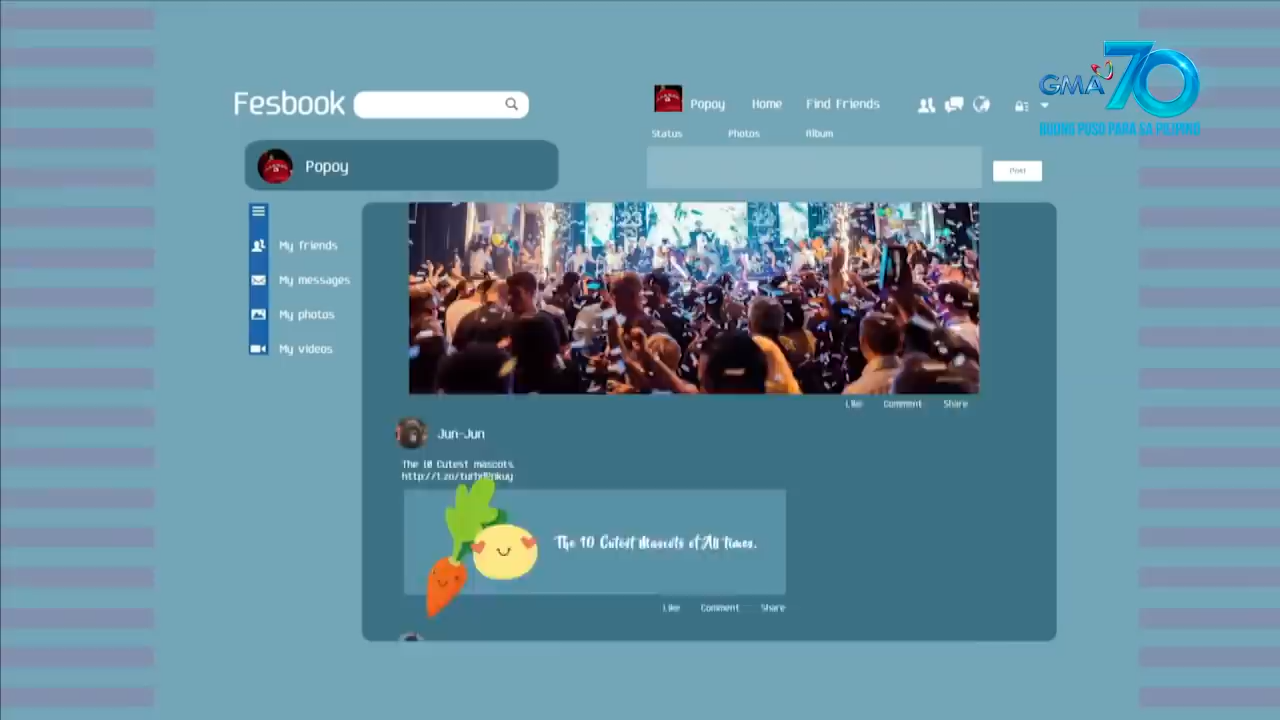 GMA 70
BUONG PUSO PARA SA PILIPINO
Fesbook
Popoy Home Find Friends
Status Photos Album
Popoy
Post
My friends
My messages
My photos
My videos
23
Like Comment Share
Jun-Jun
The 10 Cutest mascots.
The 10 Cutest Mascots of All times.
Like Comment Share